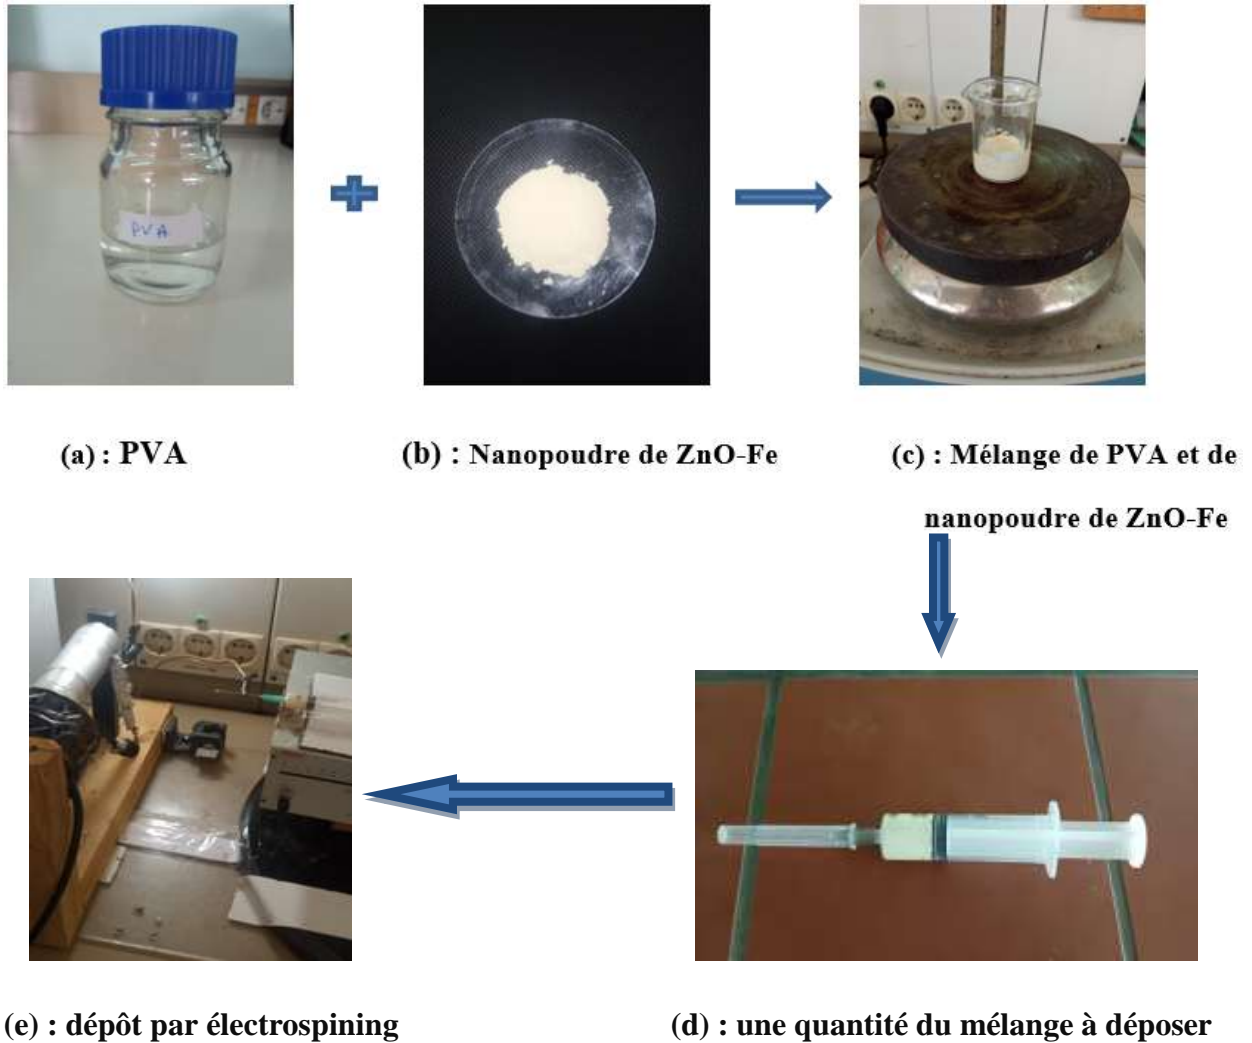 PVA
(a) : PVA
(b) : Nanopoudre de ZnO-Fe
(c) : Mélange de PVA et de
nanopoudre de ZnO-Fe
(e) : dépôt par électrospining
(d) : une quantité du mélange à déposer